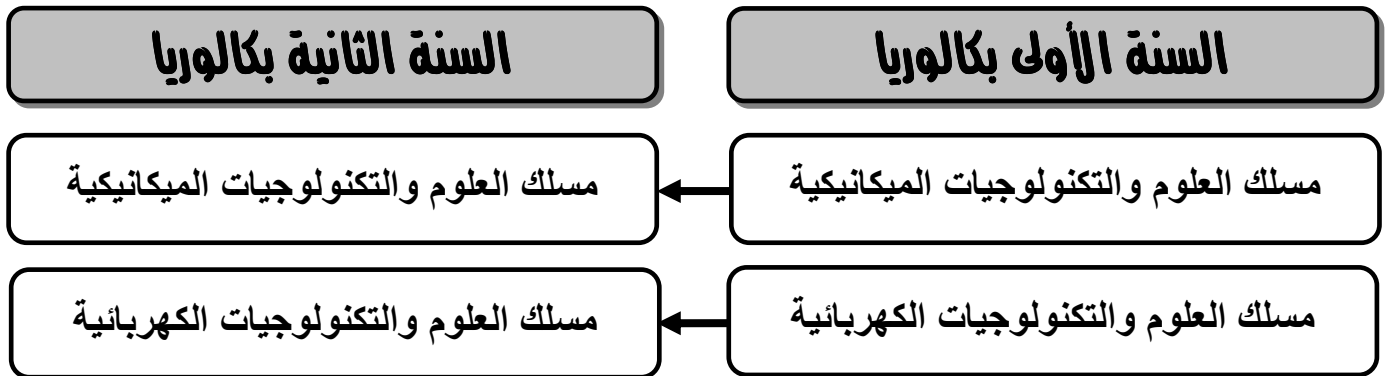 السنة الأولى بكالوريا
السنة الثانية بكالوريا
مسلك العلوم والتكنولوجيات الميكانيكية
مسلك العلوم والتكنولوجيات الميكانيكية
مسلك العلوم والتكنولوجيات الكهربائية
مسلك العلوم والتكنولوجيات الكهربائية